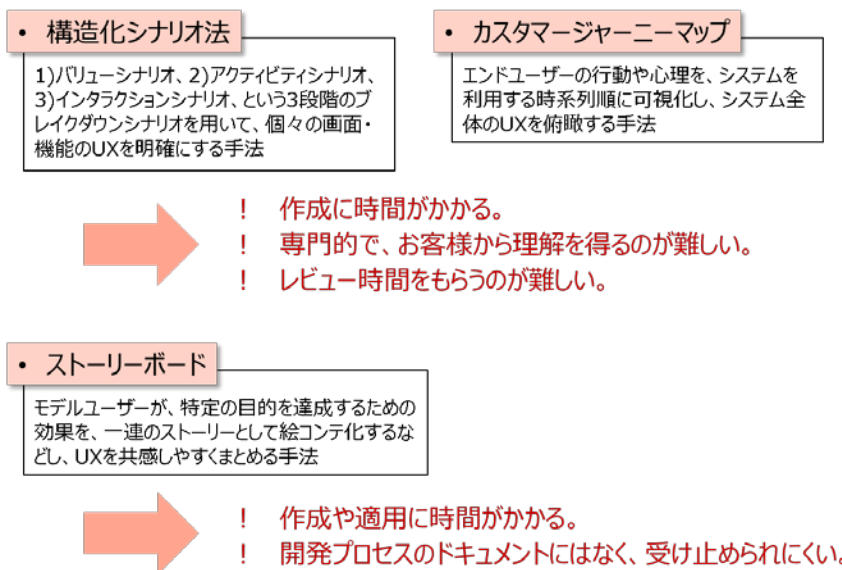 • 構造化シナリオ法
1)バリューシナリオ、2)アクティビティシナリオ、
3)インタラクションシナリオ、という3段階のブ
レイクダウンシナリオを用いて、個々の画面・
機能のUXを明確にする手法
• カスタマージャーニーマップ
エンドユーザーの行動や心理を、システムを
利用する時系列順に可視化し、システム全
体のUXを俯瞰する手法
! 作成に時間がかかる。
! 専門的で、お客様から理解を得るのが難しい。
! レビュー時間をもらうのが難しい。
• ストーリーボード
モデルユーザーが、特定の目的を達成するための
効果を、一連のストーリーとして絵コンテ化するな
どし、UXを共感しやすくまとめる手法
! 作成や適用に時間がかかる。
! 開発プロセスのドキュメントにはなく、受け止められにくい。